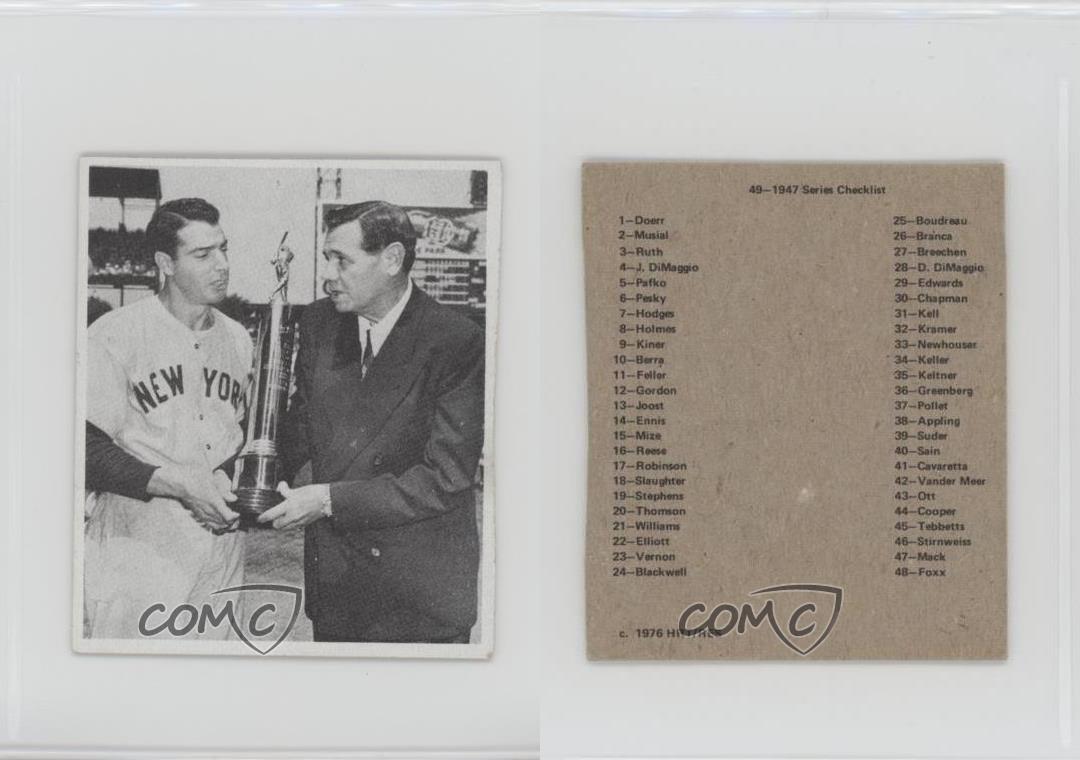 NEW YOR
PARK
COMC
49—1947 Series Checklist
1—Doerr
2—Musial
3—Ruth
4—J. DiMaggio
5—Pafko
6—Pesky
7—Hodges
8—Holmes
9—Kiner
10—Berra
11—Feller
12—Gordon
13—Joost
14—Ennis
15—Mize
16—Reese
17—Robinson
18—Slaughter
19—Stephens
20—Thomson
21—Williams
22—Elliott
23—Vernon
24—Blackwell
25—Boudreau
26—Branca
27—Breechen
28—D. DiMaggio
29—Edwards
30—Chapman
31—Kell
32—Kramer
33—Newhouser
34—Keller
35—Keltner
36—Greenberg
37—Pollet
38—Appling
39—Suder
40—Sain
41—Cavaretta
42—Vander Meer
43—Ott
44—Cooper
45—Tebbetts
46—Stirnweiss
47—Mack
48—Foxx
c. 1976
COMC